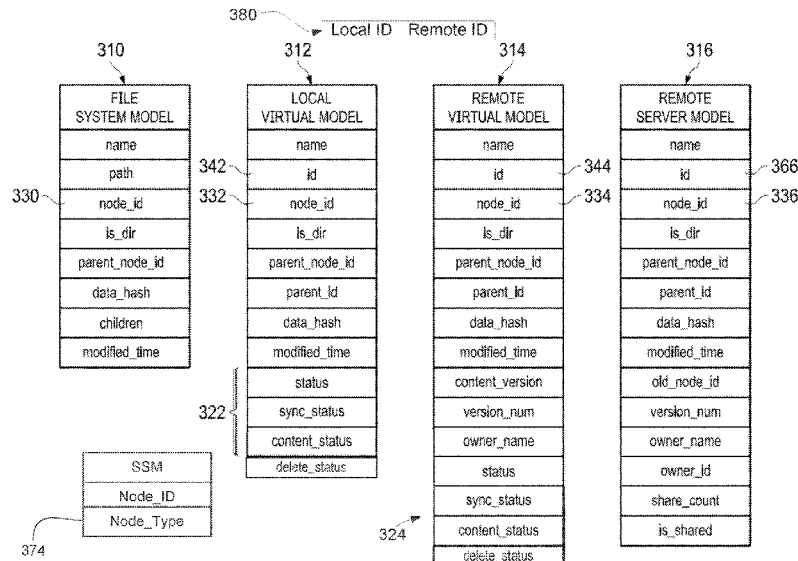 380 Local ID Remote ID
310 312 314 316
FILE SYSTEM MODEL
name
path
330 node_id
is_dir
parent_node_id
data_hash
children
modified_time
LOCAL VIRTUAL MODEL
name
342 id
332 node_id
is_dir
parent_node_id
parent_id
data_hash
modified_time
322 status
sync_status
content_status
delete_status
REMOTE VIRTUAL MODEL
name
id 344
node_id 334
is_dir
parent_node_id
parent_id
data_hash
modified_time
content_version
version_num
owner_name
status
sync_status
324 content_status
delete_status
REMOTE SERVER MODEL
name
id 366
node_id 336
is_dir
parent_node_id
parent_id
data_hash
modified_time
old_node_id
version_num
owner_name
owner_id
share_count
is_shared
SSM
Node_ID
Node_Type
374